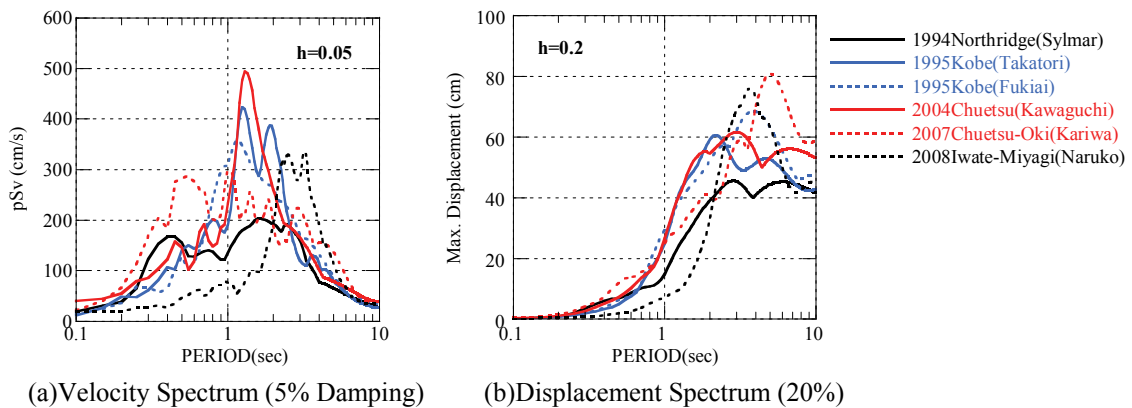 600
500
400
300
200
100
0
pSv (cm/s)
h=0.05
0.1
1
10
PERIOD(sec)
(a)Velocity Spectrum (5% Damping)
100
80
60
40
20
0
Max. Displacement (cm)
h=0.2
0.1
1
10
PERIOD(sec)
(b)Displacement Spectrum (20%)
1994Northridge(Sylmar)
1995Kobe(Takatori)
1995Kobe(Fukiai)
2004Chuetsu(Kawaguchi)
2007Chuetsu-Oki(Kariwa)
2008Iwate-Miyagi(Naruko)